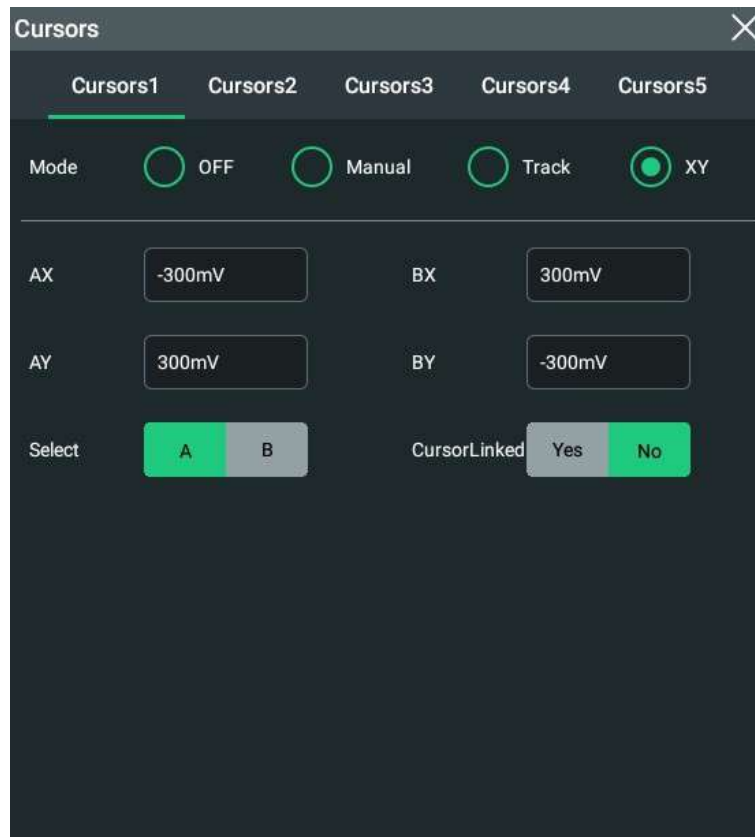 Cursors
Cursors1 Cursors2 Cursors3 Cursors4 Cursors5
Mode OFF Manual Track XY
AX -300mV BX 300mV
AY 300mV BY -300mV
Select A B CursorLinked Yes No